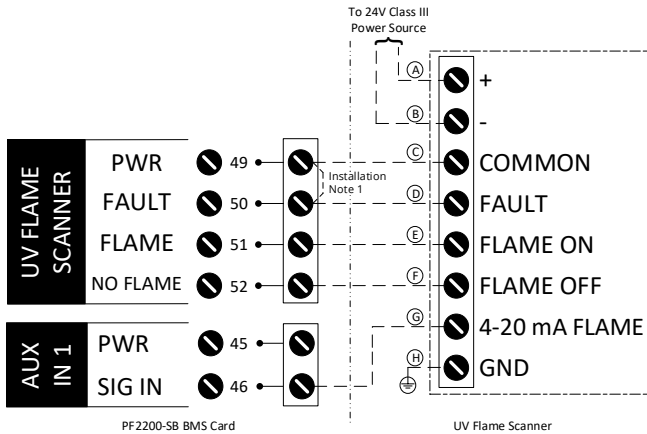 To 24V Class III
Power Source
A
+
B
-
UV FLAME
SCANNER
PWR
49
C
COMMON
Installation
Note 1
FAULT
50
D
FAULT
FLAME
51
E
FLAME ON
NO FLAME
52
F
FLAME OFF
G
4-20 mA FLAME
AUX
IN 1
PWR
45
H
GND
SIG IN
46
PF2200-SB BMS Card
UV Flame Scanner